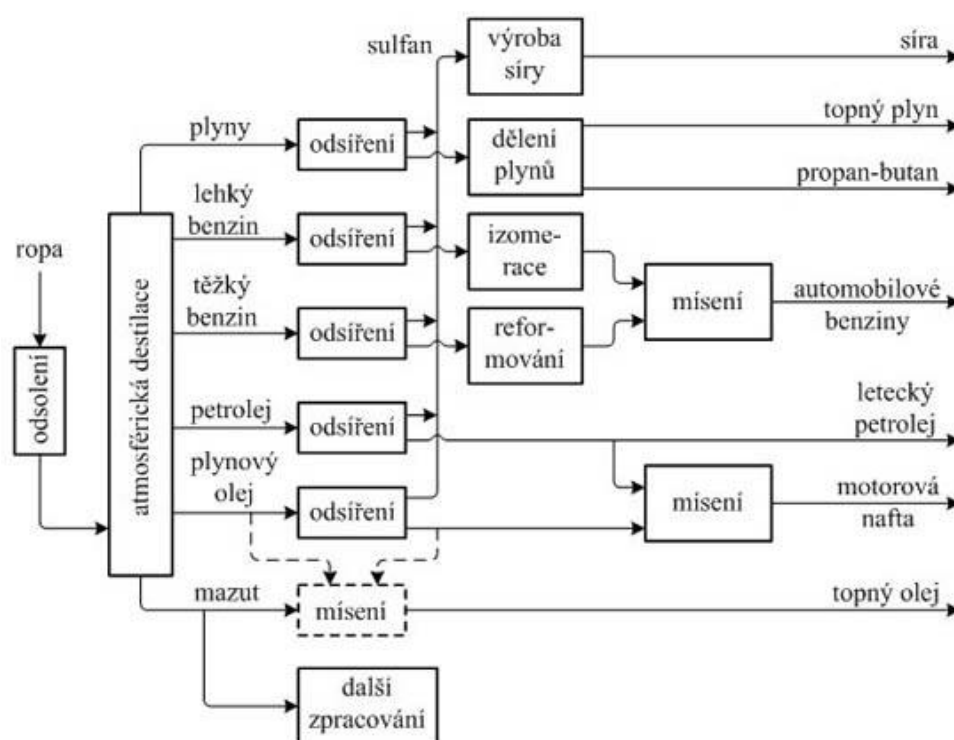 sulfan
výroba
síry
síra
plyny
odsíření
dělení
plynů
topný plyn
propan-butan
lehký
benzin
odsíření
izome-
race
ropa
těžký
benzin
odsíření
refor-
mování
mísení
automobilové
benziny
odsolení
atmosférická destilace
petrolej
odsíření
letecký
petrolej
plynový
olej
odsíření
mísení
motorová
nafta
mazut
mísení
topný olej
další
zpracování